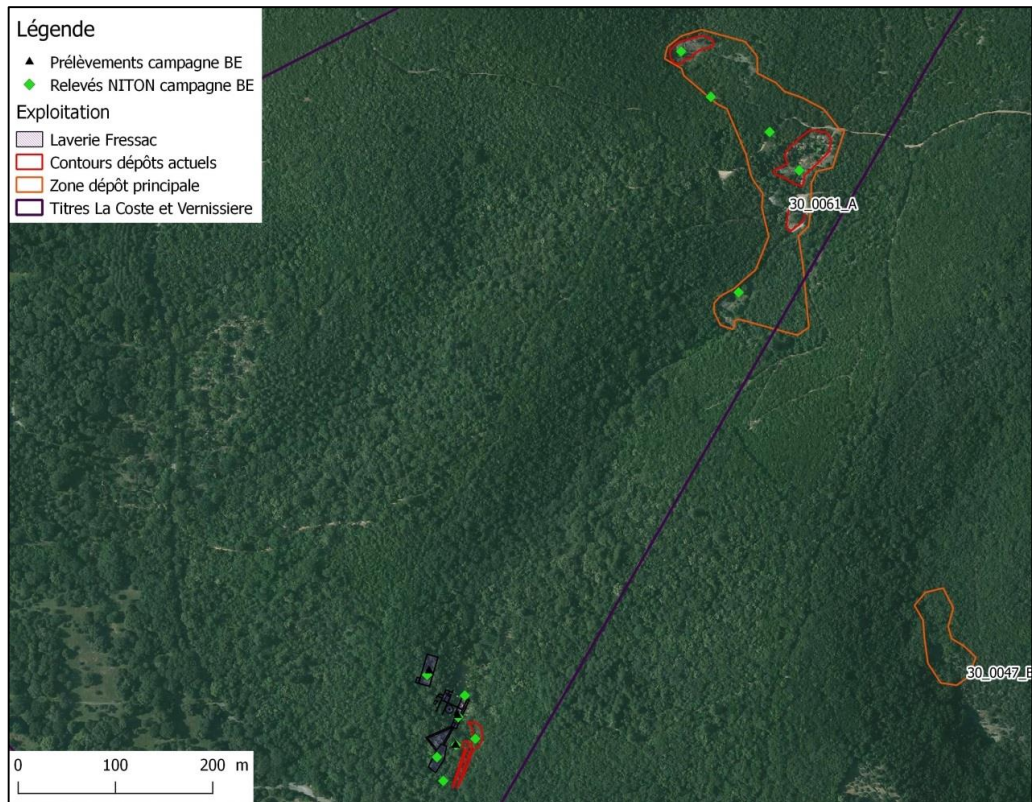 Légende
Prélèvements campagne BE
Relevés NITON campagne BE
Exploitation
Laverie Fressac
Contours dépôts actuels
Zone dépôt principale
Titres La Coste et Vernissiere
30_0061_A
30_0047_B
0 100 200 m